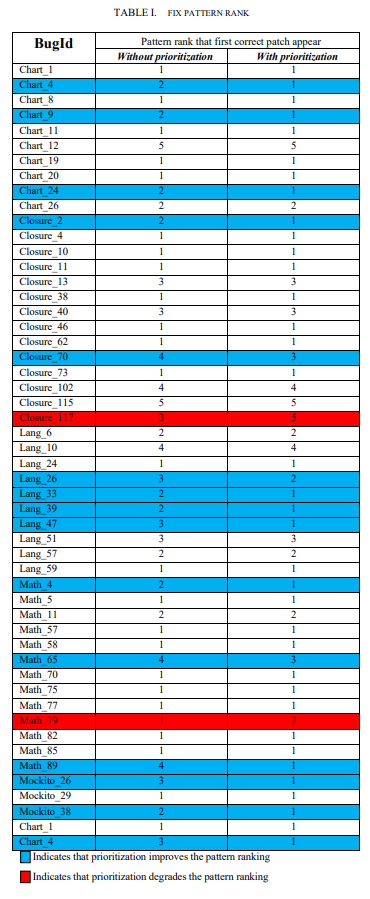 TABLE I. FIX PATTERN RANK
BugId Pattern rank that first correct patch appear
Without prioritization With prioritization
Chart_1 1 1
Chart_4 2 1
Chart_8 1 1
Chart_9 2 1
Chart_11 1 1
Chart_12 5 5
Chart_19 1 1
Chart_20 1 1
Chart_24 2 1
Chart_26 2 2
Closure_2 2 1
Closure_4 1 1
Closure_10 1 1
Closure_11 1 1
Closure_13 3 3
Closure_38 1 1
Closure_40 3 3
Closure_46 1 1
Closure_62 1 1
Closure_70 4 3
Closure_73 1 1
Closure_102 4 4
Closure_115 5 5
Closure_117 3 5
Lang_6 2 2
Lang_10 4 4
Lang_24 1 1
Lang_26 3 2
Lang_33 2 1
Lang_39 2 1
Lang_47 3 1
Lang_51 3 3
Lang_57 2 2
Lang_59 1 1
Math_4 2 1
Math_5 1 1
Math_11 2 2
Math_57 1 1
Math_58 1 1
Math_65 4 3
Math_70 1 1
Math_75 1 1
Math_77 1 1
Math_79 1 2
Math_82 1 1
Math_85 1 1
Math_89 4 1
Mockito_26 3 1
Mockito_29 1 1
Mockito_38 2 1
Chart_1 1 1
Chart_4 3 1
Indicates that prioritization improves the pattern ranking
Indicates that prioritization degrades the pattern ranking